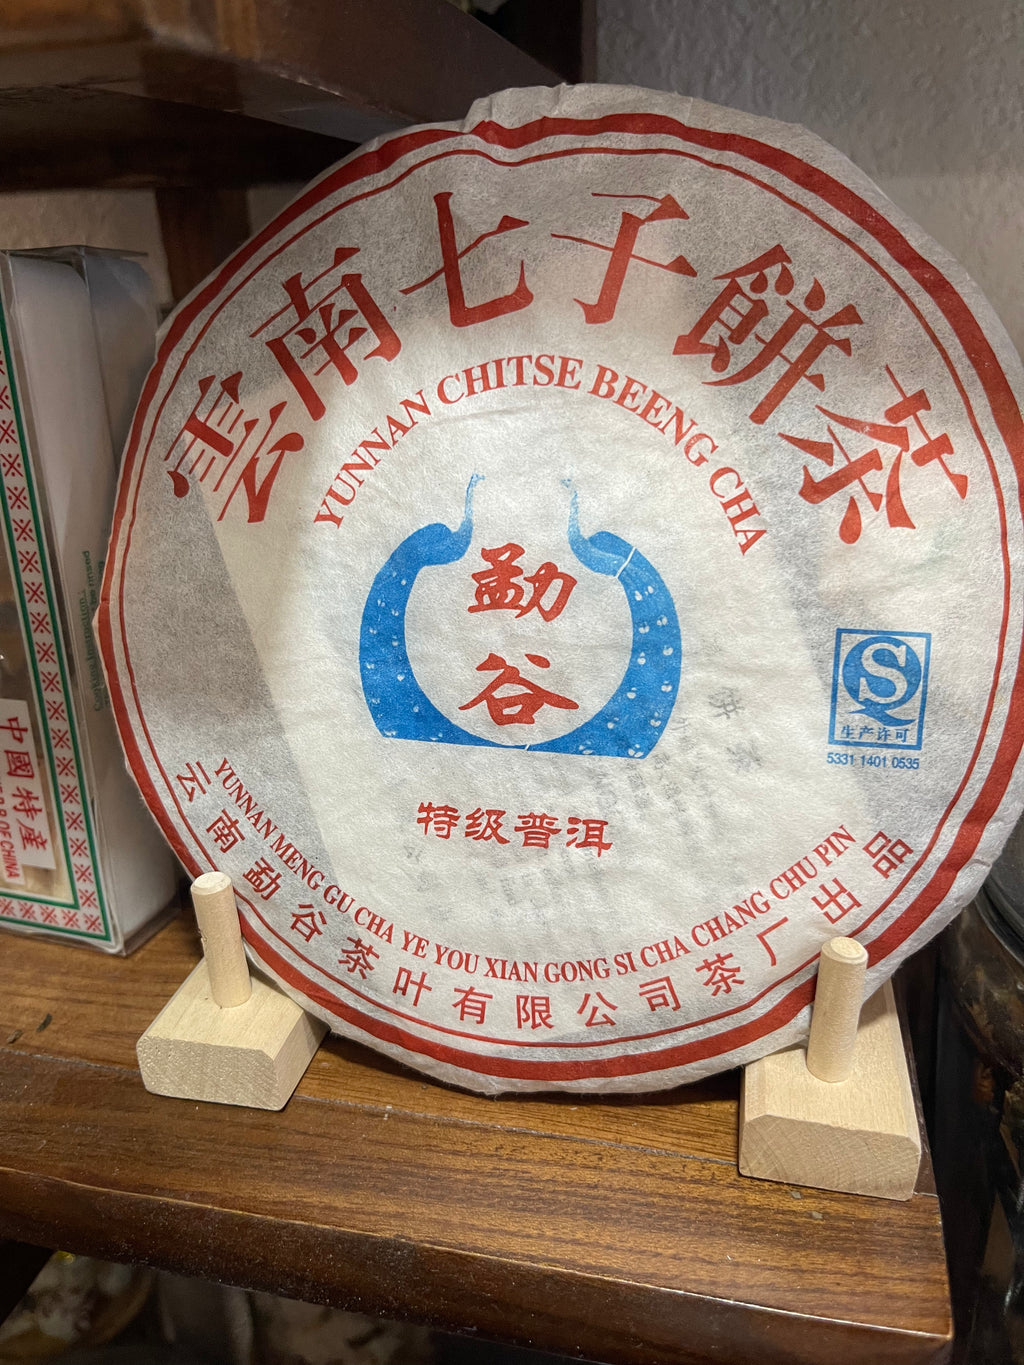 雲南七子餅茶
YUNNAN CHITSE BEENG CHA
勐
谷
S
生产许可
5331 1401 0535
特级普洱
YUNNAN MENG GU CHA YE YOU XIAN GONG SI CHA CHANG CHU PIN
云南勐谷茶叶有限公司茶厂出品
中國特產
OF CHINA